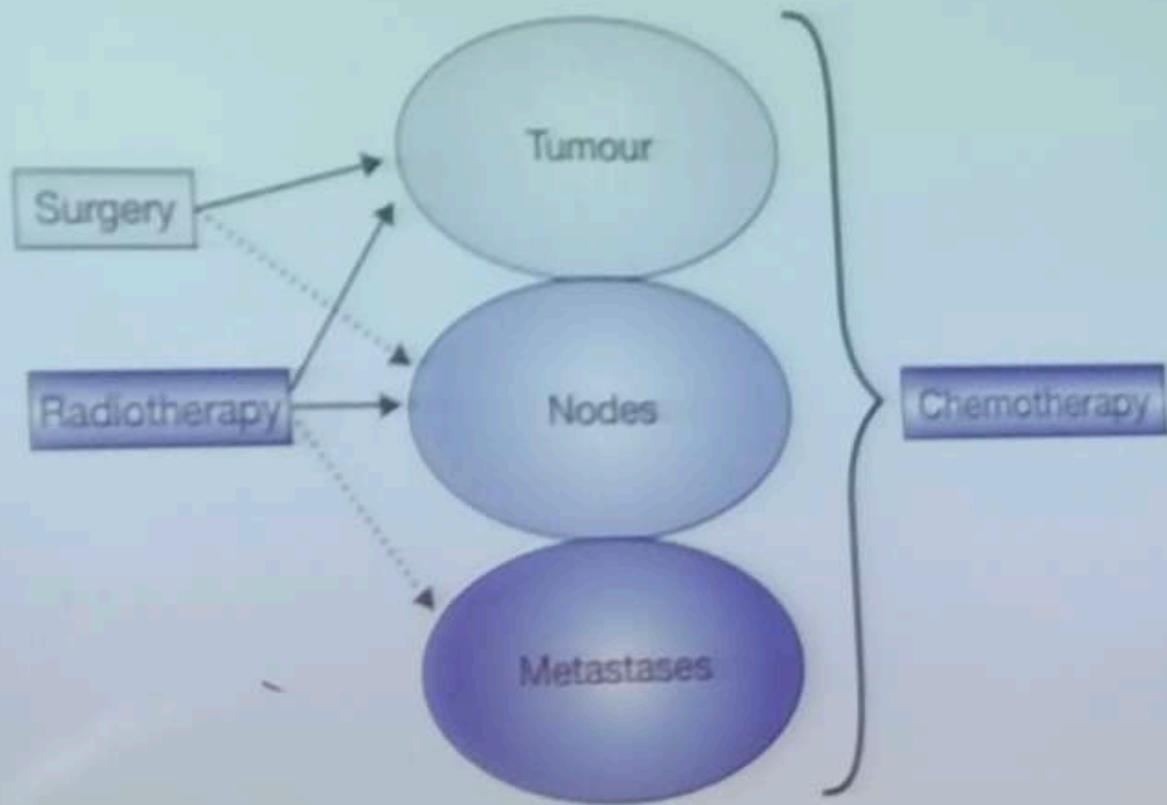 Tumour
Surgery
Radiotherapy
Nodes
Chemotherapy
Metastases